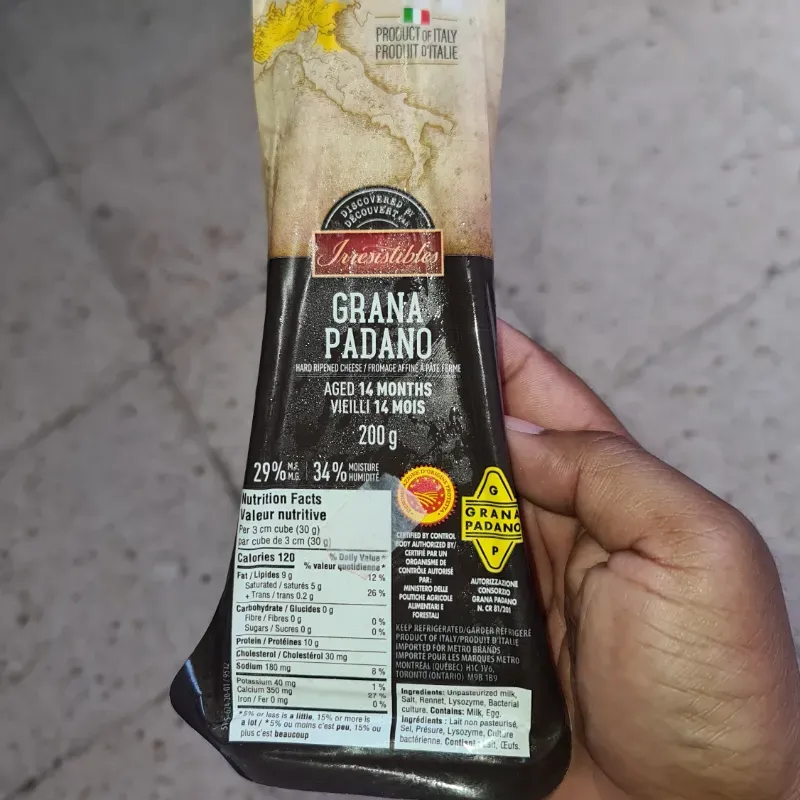 PRODUCT OF ITALY
PRODUIT D'ITALIE
DISCOVERED
DÉCOUVERT
Irresistibles
GRANA
PADANO
HARD RIPENED CHEESE / FROMAGE AFFINÉ À PÂTE FERME
AGED 14 MONTHS
VIEILLI 14 MOIS
200 g
29% M.F. M.G. 34% MOISTURE HUMIDITÉ
Nutrition Facts
Valeur nutritive
Per 3 cm cube (30 g)
par cube de 3 cm (30 g)
Calories 120
% Daily Value*
% valeur quotidienne*
Fat / Lipides 9 g 12 %
Saturated / saturés 5 g
+ Trans / trans 0.2 g 26 %
Carbohydrate / Glucides 0 g
Fibre / Fibres 0 g 0 %
Sugars / Sucres 0 g 0 %
Protein / Protéines 10 g
Cholesterol / Cholestérol 30 mg
Sodium 180 mg 8 %
Potassium 40 mg 1 %
Calcium 350 mg 27 %
Iron / Fer 0 mg 0 %
*5% or less is a little, 15% or more is
a lot / *5% ou moins c'est peu, 15% ou
plus c'est beaucoup
CERTIFIED BY CONTROL
BODY AUTHORIZED BY/
CERTIFIÉ PAR UN
ORGANISME DE
CONTRÔLE AUTORISÉ
PAR:
MINISTERO DELLE
POLITICHE AGRICOLE
ALIMENTARI E
FORESTALI
G
GRANA
PADANO
P
AUTORIZZAZIONE
CONSORZIO
GRANA PADANO
N. CR 81/201
KEEP REFRIGERATED/GARDER RÉFRIGÉRÉ
PRODUCT OF ITALY/PRODUIT D'ITALIE
IMPORTED FOR METRO BRANDS
IMPORTÉ POUR LES MARQUES METRO
MONTRÉAL (QUÉBEC) H1C 1V6,
TORONTO (ONTARIO) M9B 1B9
Ingredients: Unpasteurized milk,
Salt, Rennet, Lysozyme, Bacterial
culture. Contains: Milk, Egg.
Ingrédients : Lait non pasteurisé,
Sel, Présure, Lysozyme, Culture
bactérienne. Contient : Lait, Œufs.